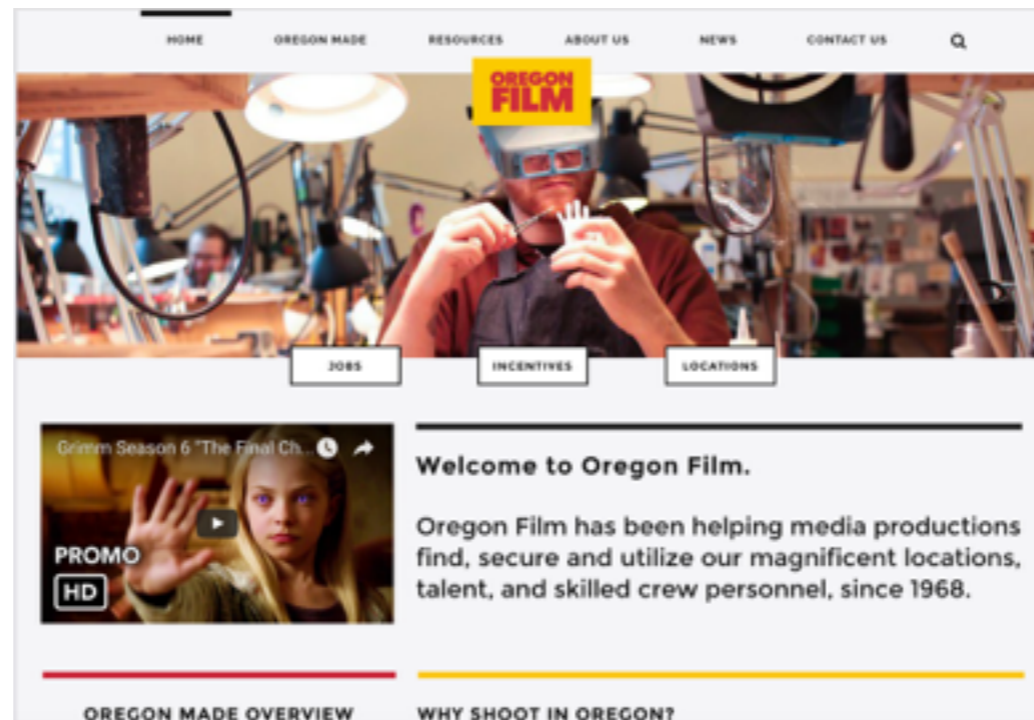 HOME OREGON MADE RESOURCES ABOUT US NEWS CONTACT US
OREGON
FILM
JOBS INCENTIVES LOCATIONS
Grimm Season 6 "The Final Ch...
PROMO
HD
Welcome to Oregon Film.
Oregon Film has been helping media productions
find, secure and utilize our magnificent locations,
talent, and skilled crew personnel, since 1968.
OREGON MADE OVERVIEW
WHY SHOOT IN OREGON?